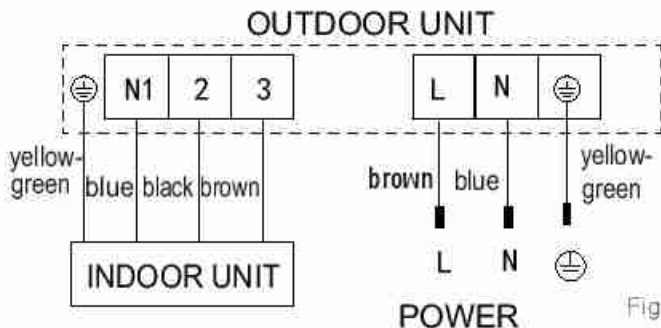 OUTDOOR UNIT
N1 2 3 L N
yellow-
green blue black brown
brown blue yellow-
green
INDOOR UNIT
L N
POWER
Fig